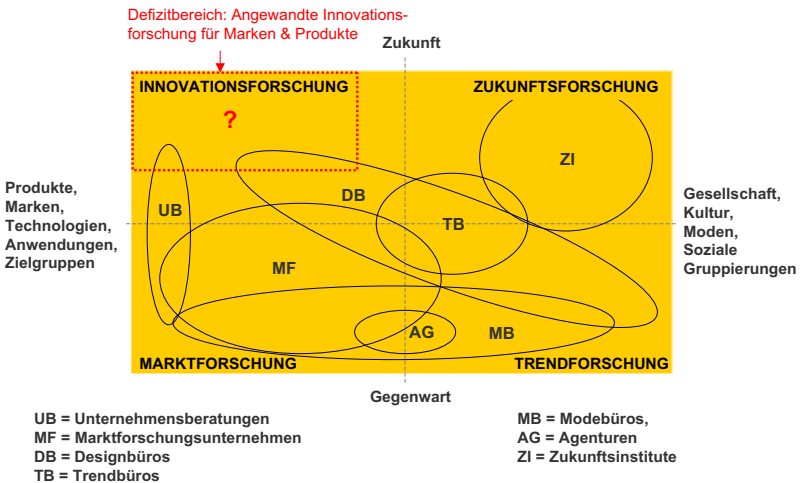 Defizitbereich: Angewandte Innovations-
forschung für Marken & Produkte
Zukunft
INNOVATIONSFORSCHUNG
ZUKUNFTSFORSCHUNG
?
ZI
DB
UB
TB
Produkte,
Marken,
Technologien,
Anwendungen,
Zielgruppen
Gesellschaft,
Kultur,
Moden,
Soziale
Gruppierungen
MF
AG
MB
MARKTFORSCHUNG
TRENDFORSCHUNG
Gegenwart
UB = Unternehmensberatungen
MF = Marktforschungsunternehmen
DB = Designbüros
TB = Trendbüros
MB = Modebüros,
AG = Agenturen
ZI = Zukunftsinstitute